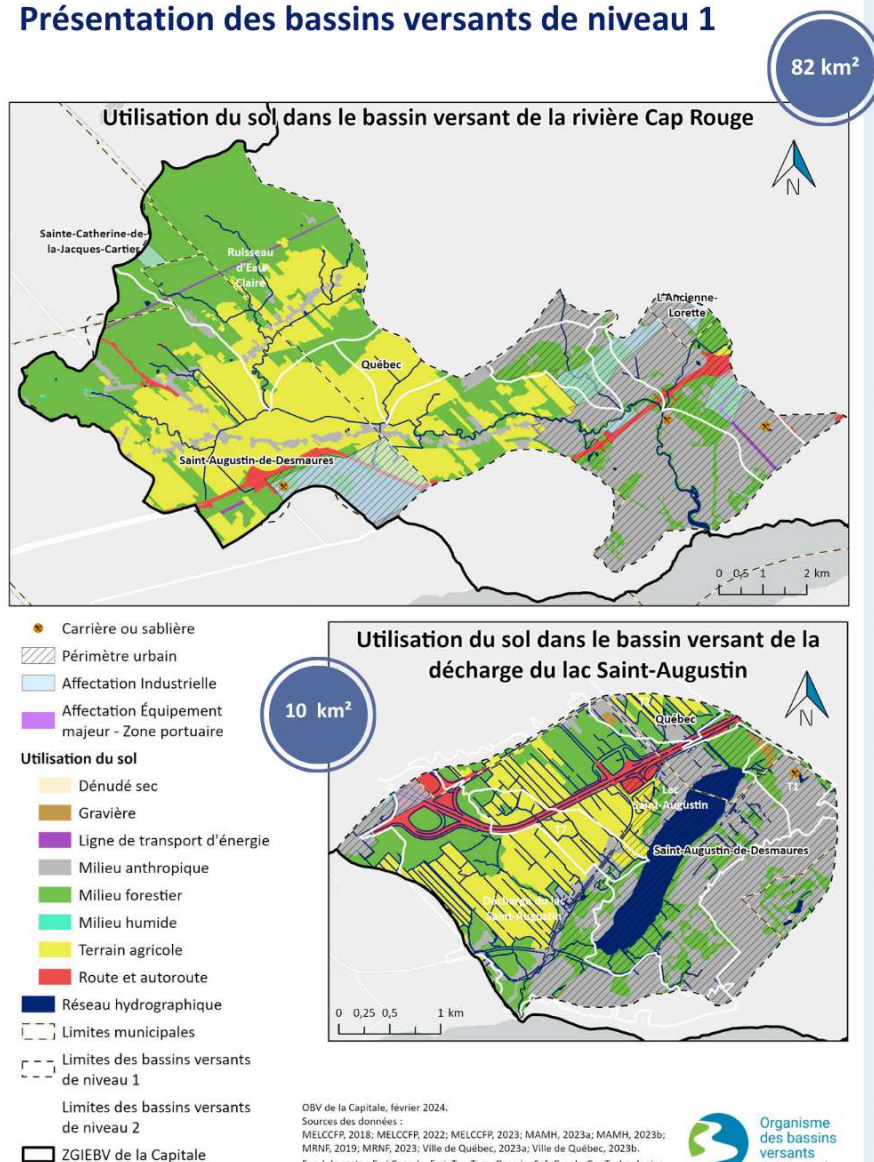 Présentation des bassins versants de niveau 1
82 km²
Utilisation du sol dans le bassin versant de la rivière Cap Rouge
N
Sainte-Catherine-de-
la-Jacques-Cartier
Ruisseau
d'Eau
Claire
L'Ancienne-
Lorette
Québec
Saint-Augustin-de-Desmaures
0 0,5 1 2 km
Carrière ou sablière
Périmètre urbain
Affectation Industrielle
Affectation Équipement
majeur - Zone portuaire
Utilisation du sol
Dénudé sec
Gravière
Ligne de transport d'énergie
Milieu anthropique
Milieu forestier
Milieu humide
Terrain agricole
Route et autoroute
Réseau hydrographique
Limites municipales
Limites des bassins versants
de niveau 1
Limites des bassins versants
de niveau 2
ZGIEBV de la Capitale
10 km²
Utilisation du sol dans le bassin versant de la
décharge du lac Saint-Augustin
N
Québec
Lac
Saint-Augustin
T1
T7
Saint-Augustin-de-Desmaures
Décharge du lac
Saint-Augustin
0 0,25 0,5 1 km
OBV de la Capitale, février 2024.
Sources des données :
MELCCFP, 2018; MELCCFP, 2022; MELCCFP, 2023; MAMH, 2023a; MAMH, 2023b;
MRNF, 2019; MRNF, 2023; Ville de Québec, 2023a; Ville de Québec, 2023b.
Organisme
des bassins
versants